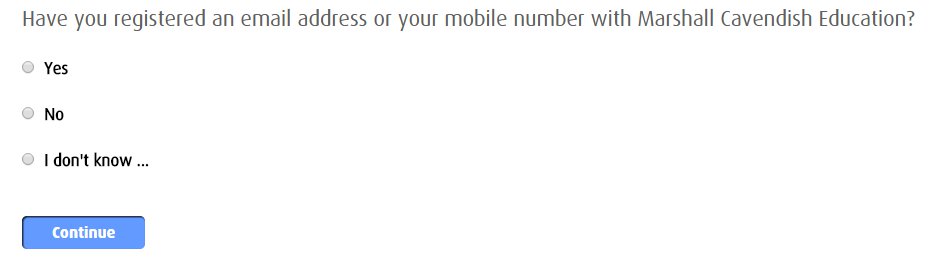 Have you registered an email address or your mobile number with Marshall Cavendish Education?
Yes
No
I don't know ...
Continue